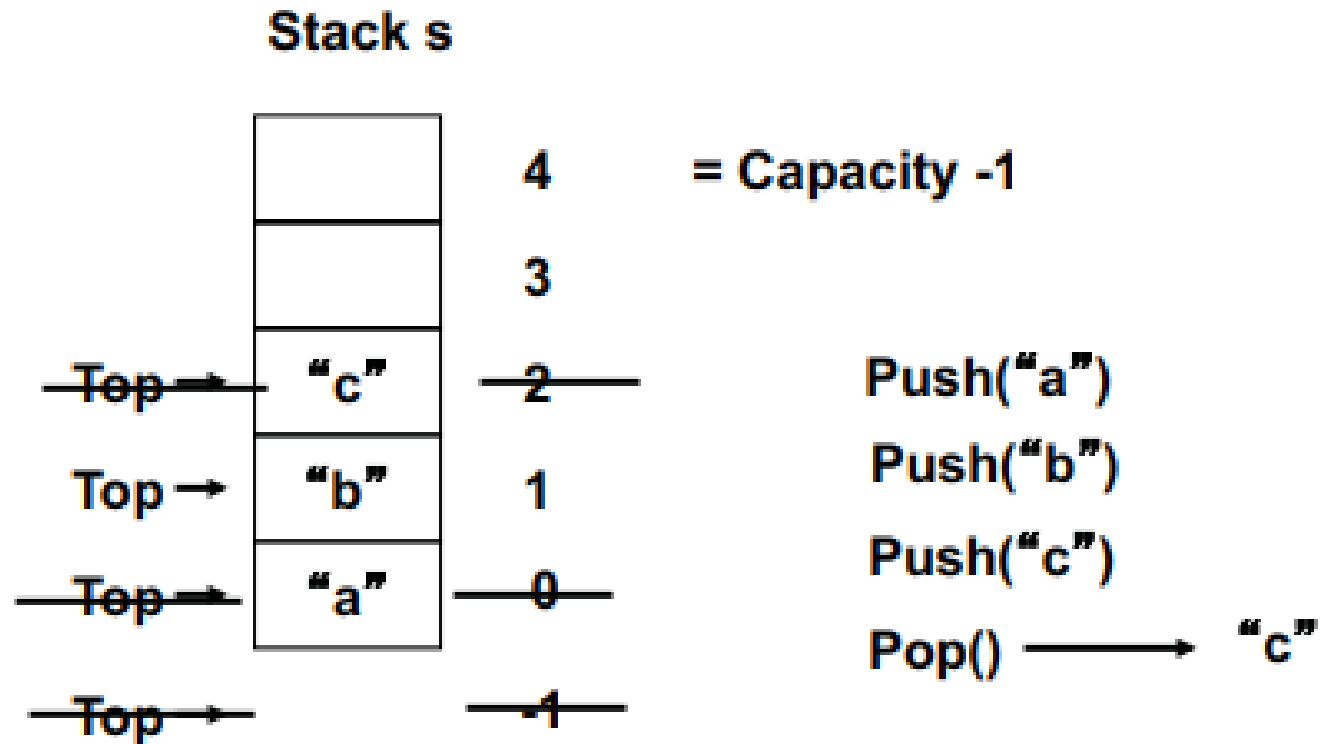 Stack s
4 = Capacity -1
3
Top “c” 2
Push(“a”)
Top “b” 1
Push(“b”)
Push(“c”)
Top “a” 0
Pop() “c”
Top -1